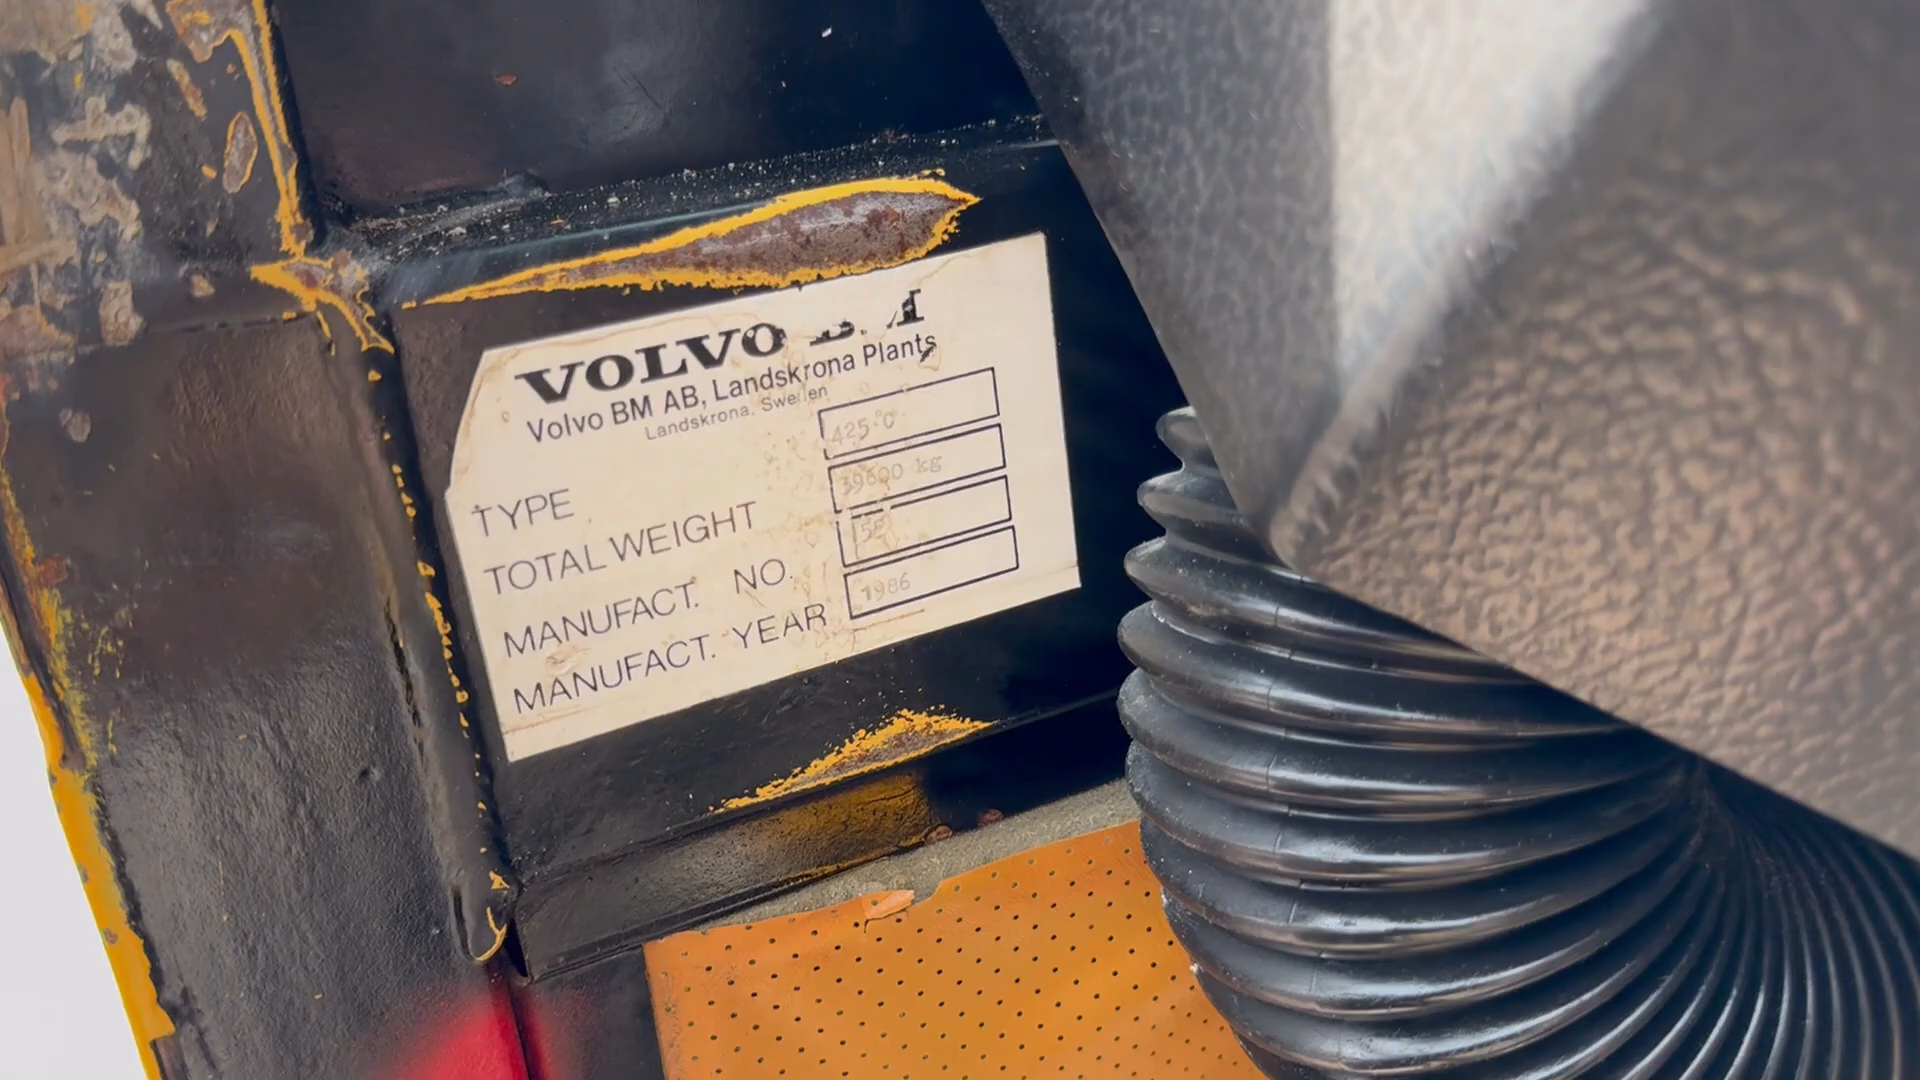 VOLVO
Volvo BM AB, Landskrona Plants
Landskrona, Sweden
TYPE 425-C
TOTAL WEIGHT 39600 kg
MANUFACT. NO. 55
MANUFACT. YEAR 1986